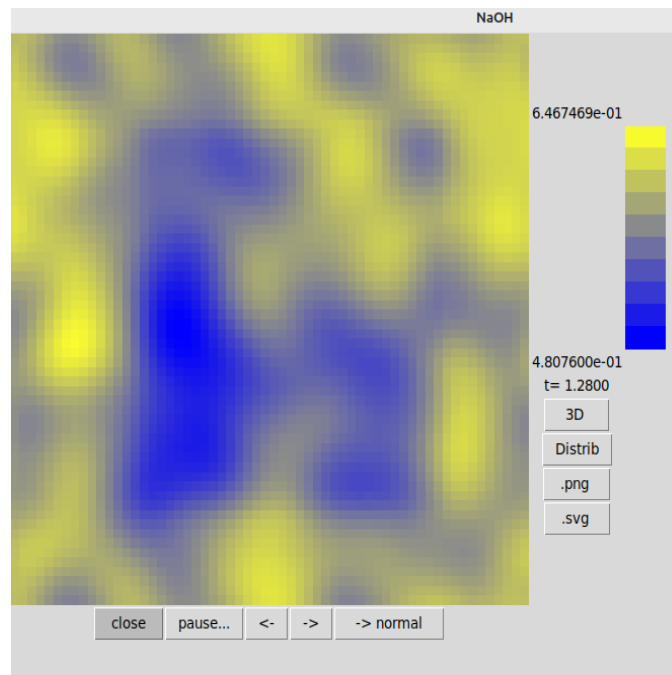 NaOH
6.467469e-01
4.807600e-01
t= 1.2800
3D
Distrib
.png
.svg
close
pause...
<-
->
-> normal